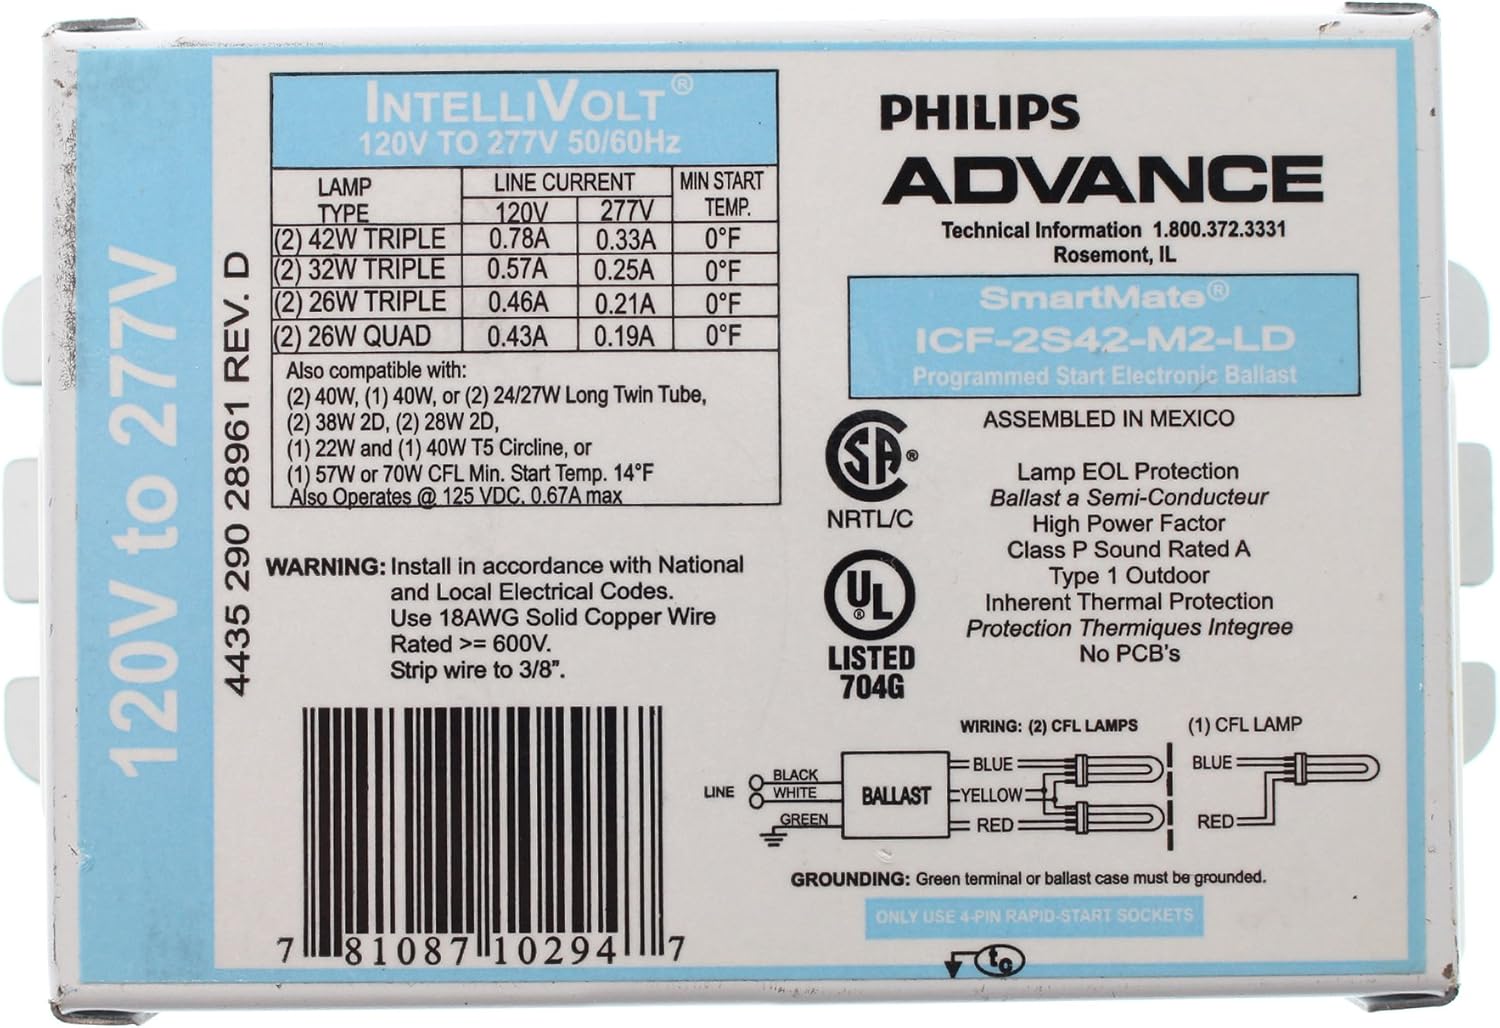 120V to 277V
4435 290 28961 REV. D
INTELLIVOLT®
120V TO 277V 50/60Hz
LAMP TYPE LINE CURRENT MIN START TEMP.
120V 277V
(2) 42W TRIPLE 0.78A 0.33A 0°F
(2) 32W TRIPLE 0.57A 0.25A 0°F
(2) 26W TRIPLE 0.46A 0.21A 0°F
(2) 26W QUAD 0.43A 0.19A 0°F
Also compatible with:
(2) 40W, (1) 40W, or (2) 24/27W Long Twin Tube,
(2) 38W 2D, (2) 28W 2D,
(1) 22W and (1) 40W T5 Circline, or
(1) 57W or 70W CFL Min. Start Temp. 14°F
Also Operates @ 125 VDC, 0.67A max
WARNING: Install in accordance with National
and Local Electrical Codes.
Use 18AWG Solid Copper Wire
Rated >= 600V.
Strip wire to 3/8".
7 81087 10294 7
PHILIPS
ADVANCE
Technical Information 1.800.372.3331
Rosemont, IL
SmartMate®
ICF-2S42-M2-LD
Programmed Start Electronic Ballast
ASSEMBLED IN MEXICO
SA®
NRTL/C
UL®
LISTED
704G
Lamp EOL Protection
Ballast a Semi-Conducteur
High Power Factor
Class P Sound Rated A
Type 1 Outdoor
Inherent Thermal Protection
Protection Thermiques Integree
No PCB's
WIRING: (2) CFL LAMPS (1) CFL LAMP
LINE BLACK WHITE GREEN
BALLAST
BLUE
YELLOW
RED
BLUE
RED
GROUNDING: Green terminal or ballast case must be grounded.
ONLY USE 4-PIN RAPID-START SOCKETS
tc